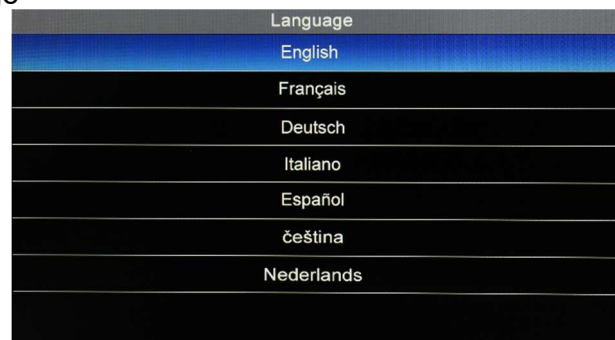 Language
English
Français
Deutsch
Italiano
Español
čeština
Nederlands